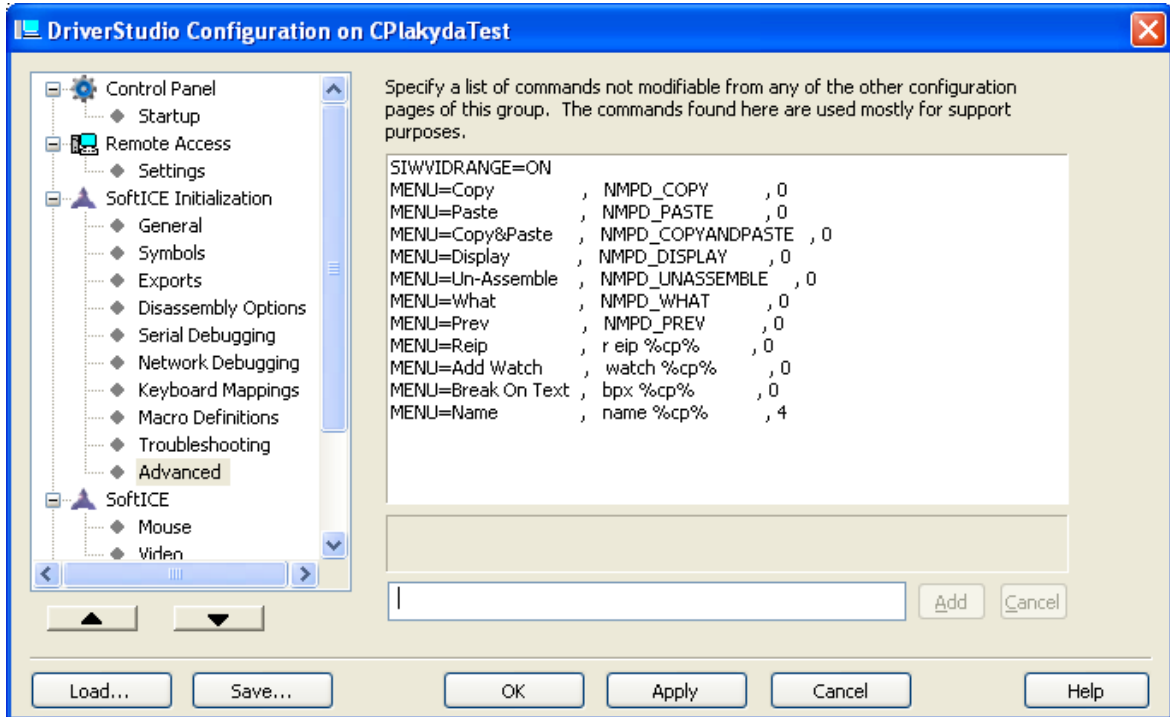 DriverStudio Configuration on CPlakydaTest
Control Panel
Startup
Remote Access
Settings
SoftICE Initialization
General
Symbols
Exports
Disassembly Options
Serial Debugging
Network Debugging
Keyboard Mappings
Macro Definitions
Troubleshooting
Advanced
SoftICE
Mouse
Video
Specify a list of commands not modifiable from any of the other configuration
pages of this group.  The commands found here are used mostly for support
purposes.
SIWVIDRANGE=ON
MENU=Copy , NMPD_COPY , 0
MENU=Paste , NMPD_PASTE , 0
MENU=Copy&Paste , NMPD_COPYANDPASTE , 0
MENU=Display , NMPD_DISPLAY , 0
MENU=Un-Assemble , NMPD_UNASSEMBLE , 0
MENU=What , NMPD_WHAT , 0
MENU=Prev , NMPD_PREV , 0
MENU=Reip , r eip %cp% , 0
MENU=Add Watch , watch %cp% , 0
MENU=Break On Text , bpx %cp% , 0
MENU=Name , name %cp% , 4
Add Cancel
Load... Save... OK Apply Cancel Help